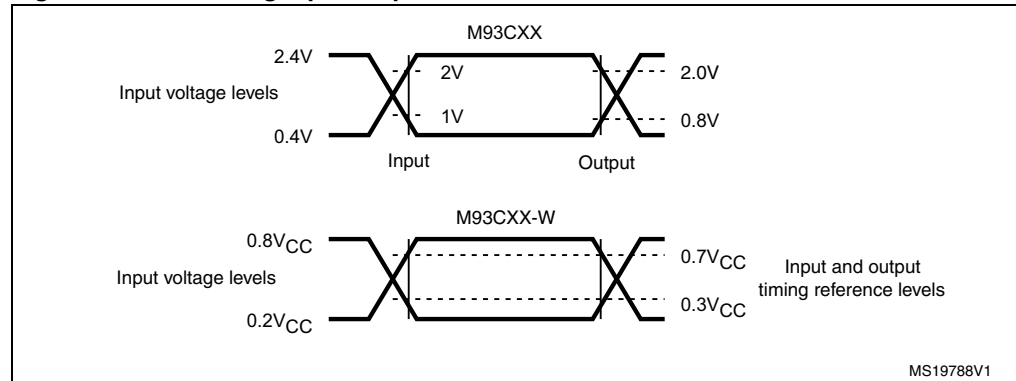 M93CXX
2.4V
2V
2.0V
Input voltage levels
1V
0.8V
0.4V
Input
Output
M93CXX-W
0.8VCC
0.7VCC
Input voltage levels
Input and output
timing reference levels
0.3VCC
0.2VCC
MS19788V1